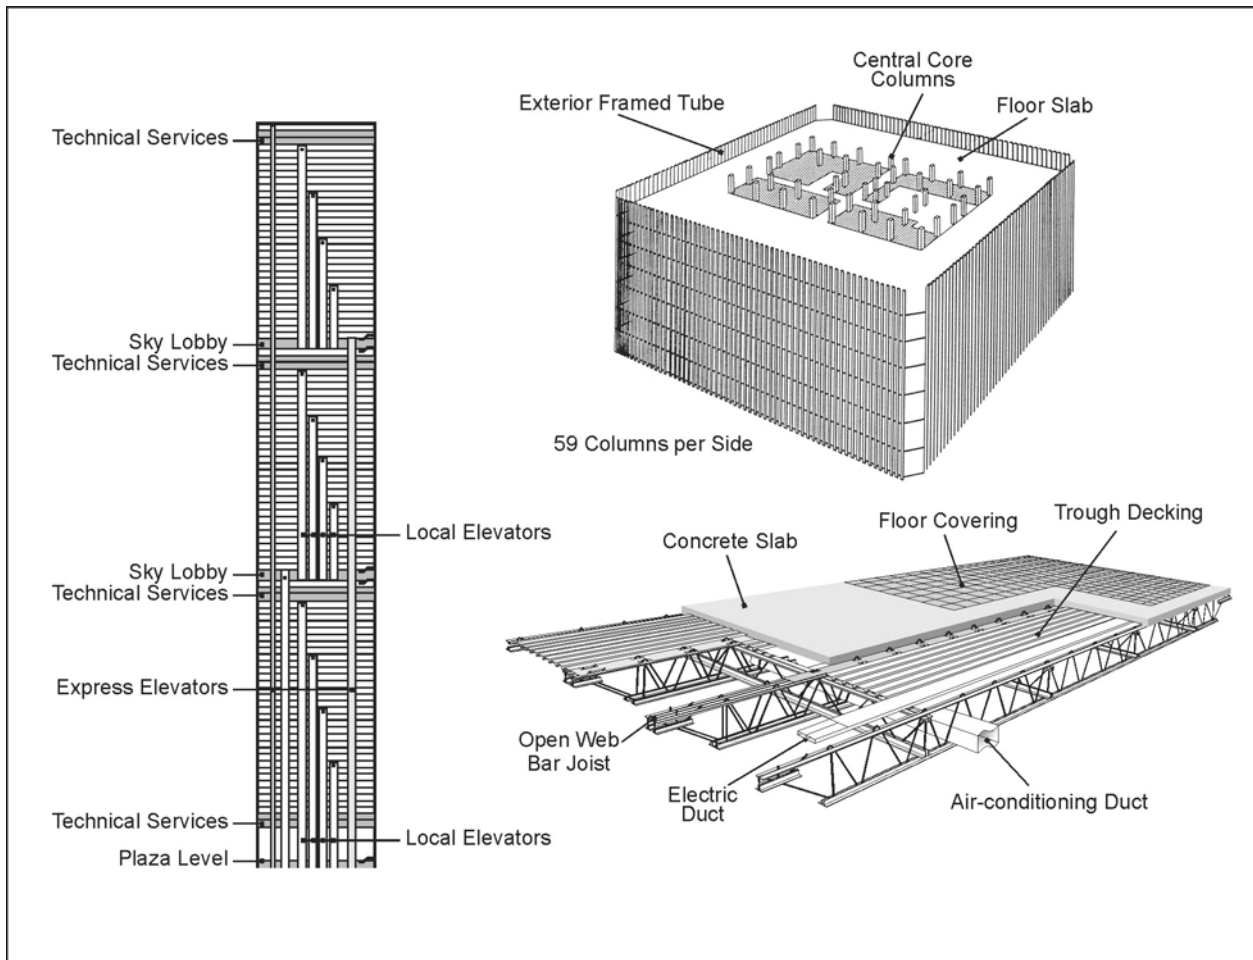 Technical Services
Sky Lobby
Technical Services
Local Elevators
Sky Lobby
Technical Services
Express Elevators
Technical Services
Local Elevators
Plaza Level
Central Core
Columns
Exterior Framed Tube
Floor Slab
59 Columns per Side
Floor Covering
Trough Decking
Concrete Slab
Open Web
Bar Joist
Electric
Duct
Air-conditioning Duct